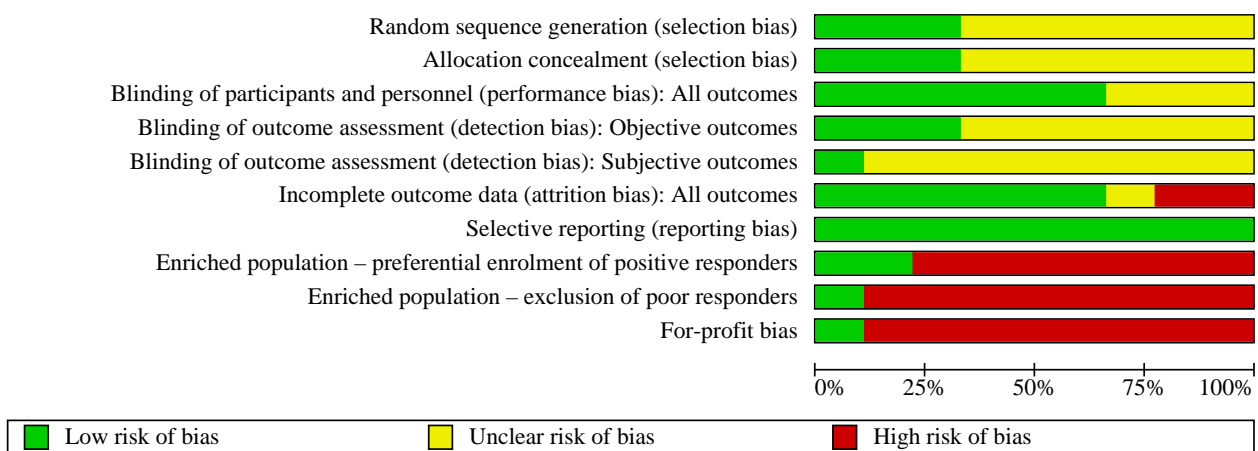 Random sequence generation (selection bias)
Allocation concealment (selection bias)
Blinding of participants and personnel (performance bias): All outcomes
Blinding of outcome assessment (detection bias): Objective outcomes
Blinding of outcome assessment (detection bias): Subjective outcomes
Incomplete outcome data (attrition bias): All outcomes
Selective reporting (reporting bias)
Enriched population – preferential enrolment of positive responders
Enriched population – exclusion of poor responders
For-profit bias
0% 25% 50% 75% 100%
Low risk of bias Unclear risk of bias High risk of bias